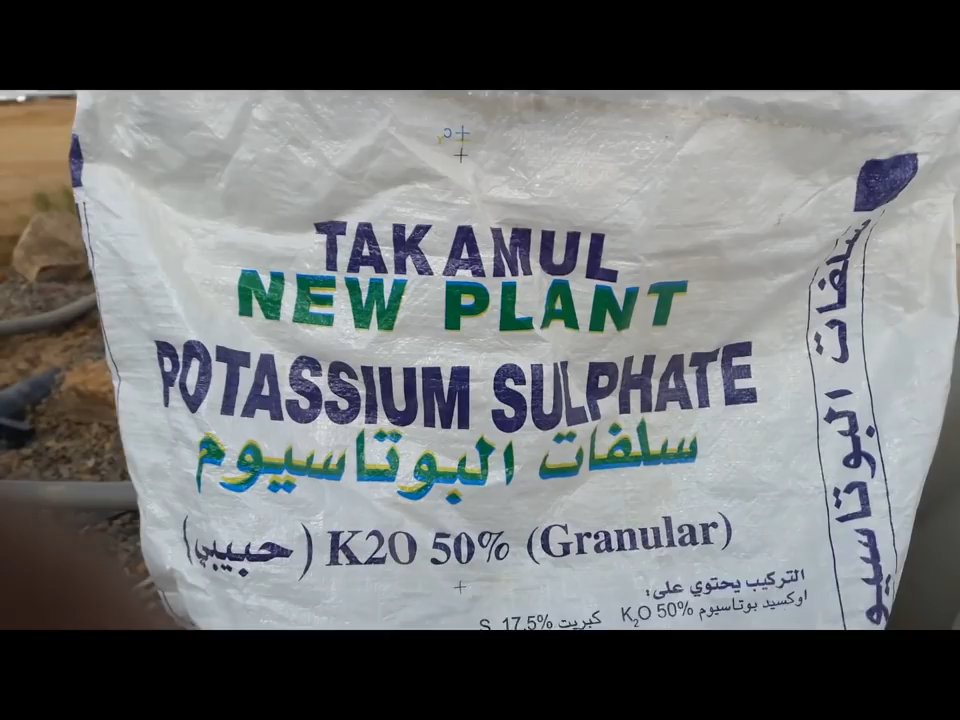 TAKAMUL
NEW PLANT
POTASSIUM SULPHATE
سلفات البوتاسيوم
(حبيبي) K2O 50% (Granular)
التركيب يحتوي على:
اوكسيد بوتاسيوم K₂O 50% كبريت S 17.5%
سلفات البوتاسيو